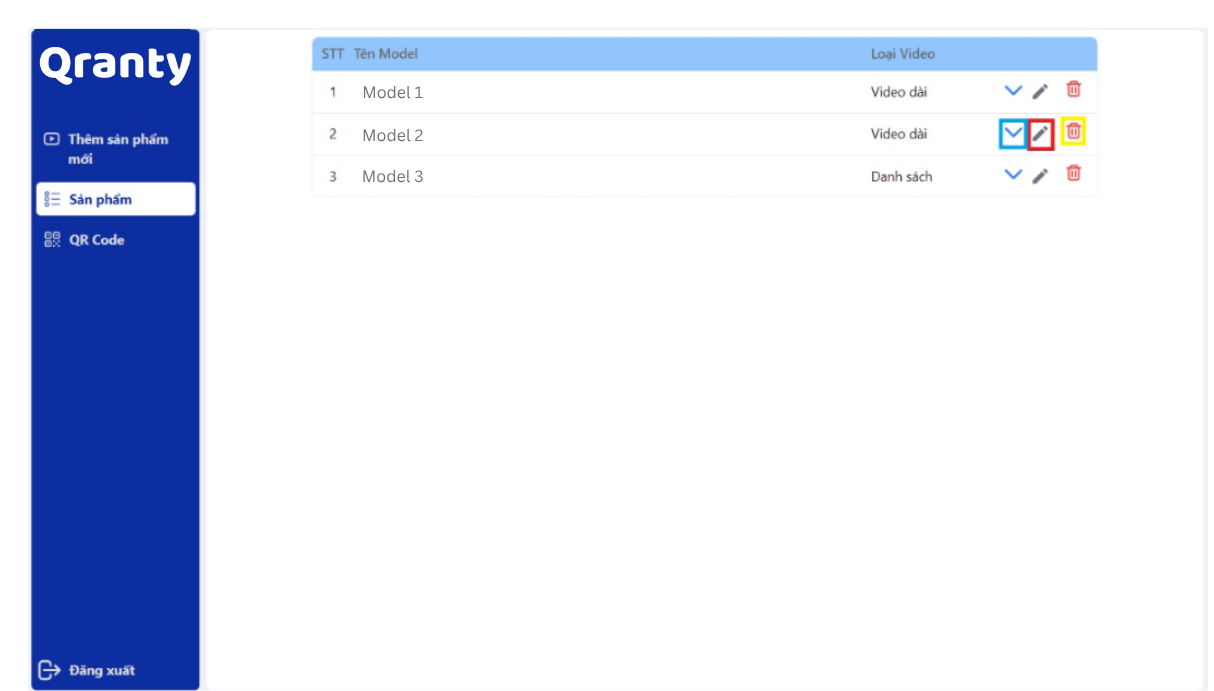 Qranty
Thêm sản phẩm
mới
Sản phẩm
QR Code
Đăng xuất
STT Tên Model Loại Video
1 Model 1 Video dài
2 Model 2 Video dài
3 Model 3 Danh sách